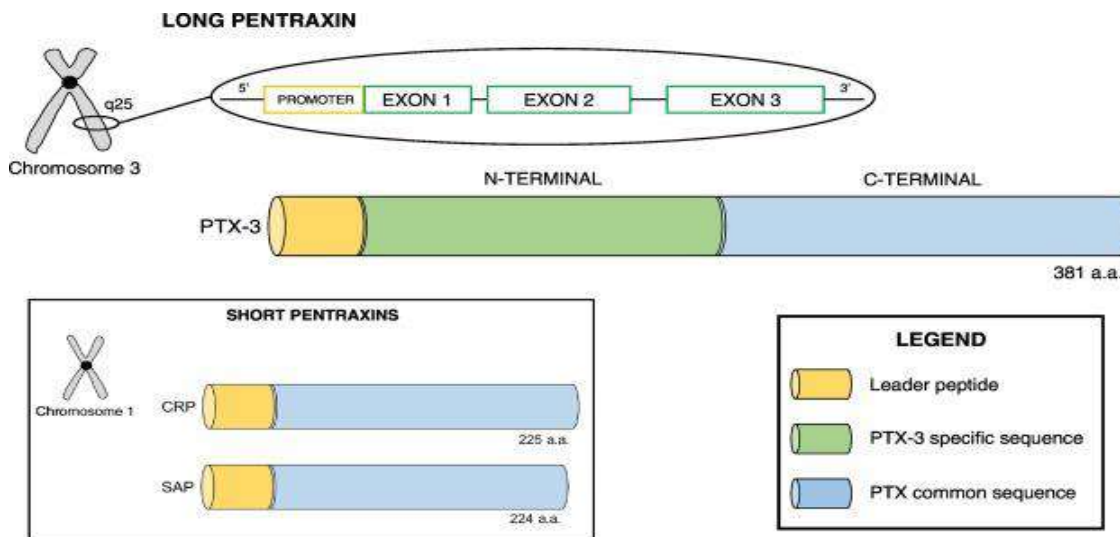 LONG PENTRAXIN
q25
5'
PROMOTER
EXON 1
EXON 2
EXON 3
3'
Chromosome 3
N-TERMINAL
C-TERMINAL
PTX-3
381 a.a.
SHORT PENTRAXINS
Chromosome 1
CRP
225 a.a.
SAP
224 a.a.
LEGEND
Leader peptide
PTX-3 specific sequence
PTX common sequence